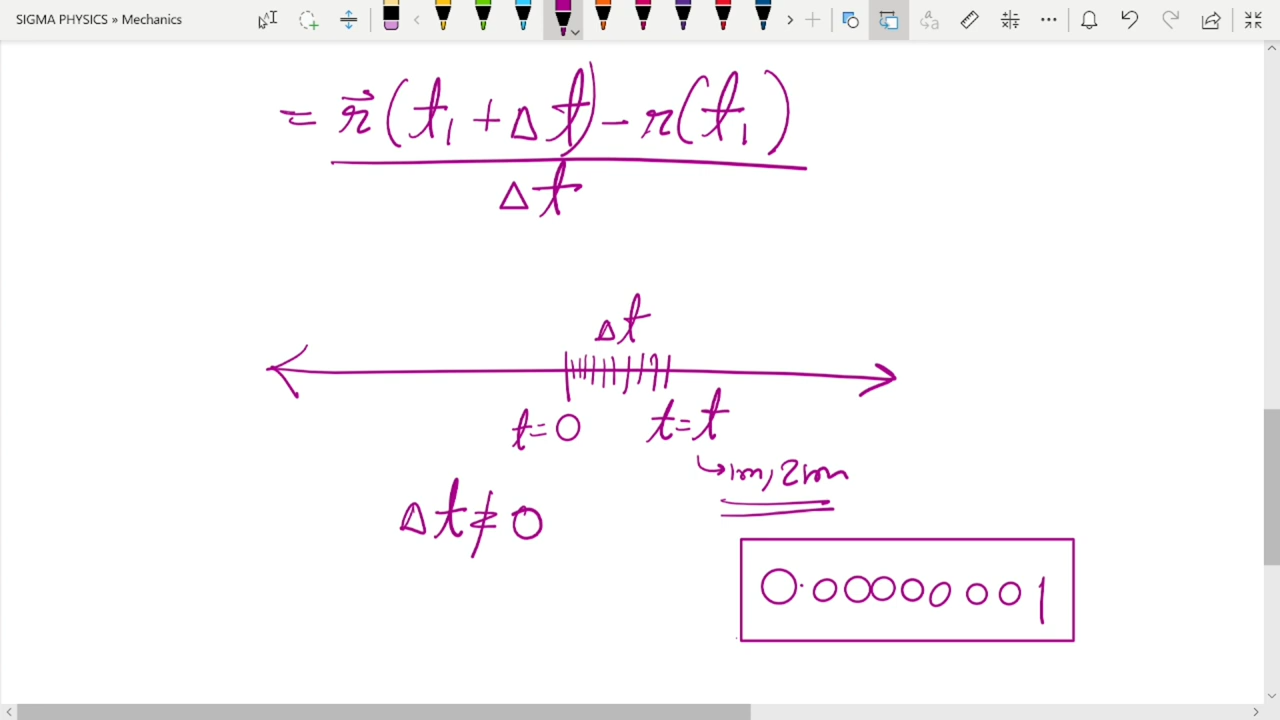 SIGMA PHYSICS » Mechanics
= r⃗(t₁ + Δt) - r(t₁)
Δt
Δt
t=0 t=t
↳1m, 2m
Δt≠0
0.00000001